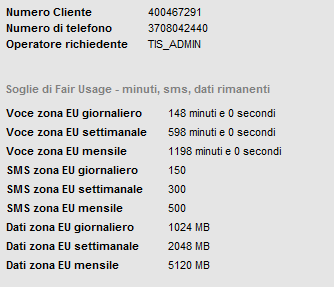 Numero Cliente 400467291
Numero di telefono 3708042440
Operatore richiedente TIS_ADMIN
Soglie di Fair Usage - minuti, sms, dati rimanenti
Voce zona EU giornaliero 148 minuti e 0 secondi
Voce zona EU settimanale 598 minuti e 0 secondi
Voce zona EU mensile 1198 minuti e 0 secondi
SMS zona EU giornaliero 150
SMS zona EU settimanale 300
SMS zona EU mensile 500
Dati zona EU giornaliero 1024 MB
Dati zona EU settimanale 2048 MB
Dati zona EU mensile 5120 MB